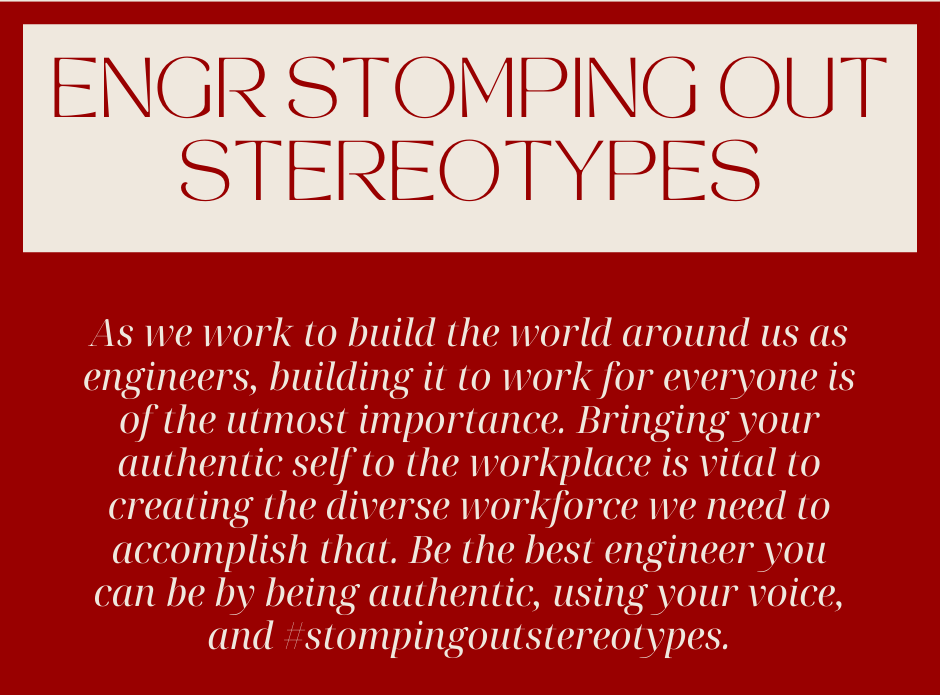 ENGR STOMPING OUT
STEREOTYPES
As we work to build the world around us as
engineers, building it to work for everyone is
of the utmost importance. Bringing your
authentic self to the workplace is vital to
creating the diverse workforce we need to
accomplish that. Be the best engineer you
can be by being authentic, using your voice,
and #stompingoutstereotypes.